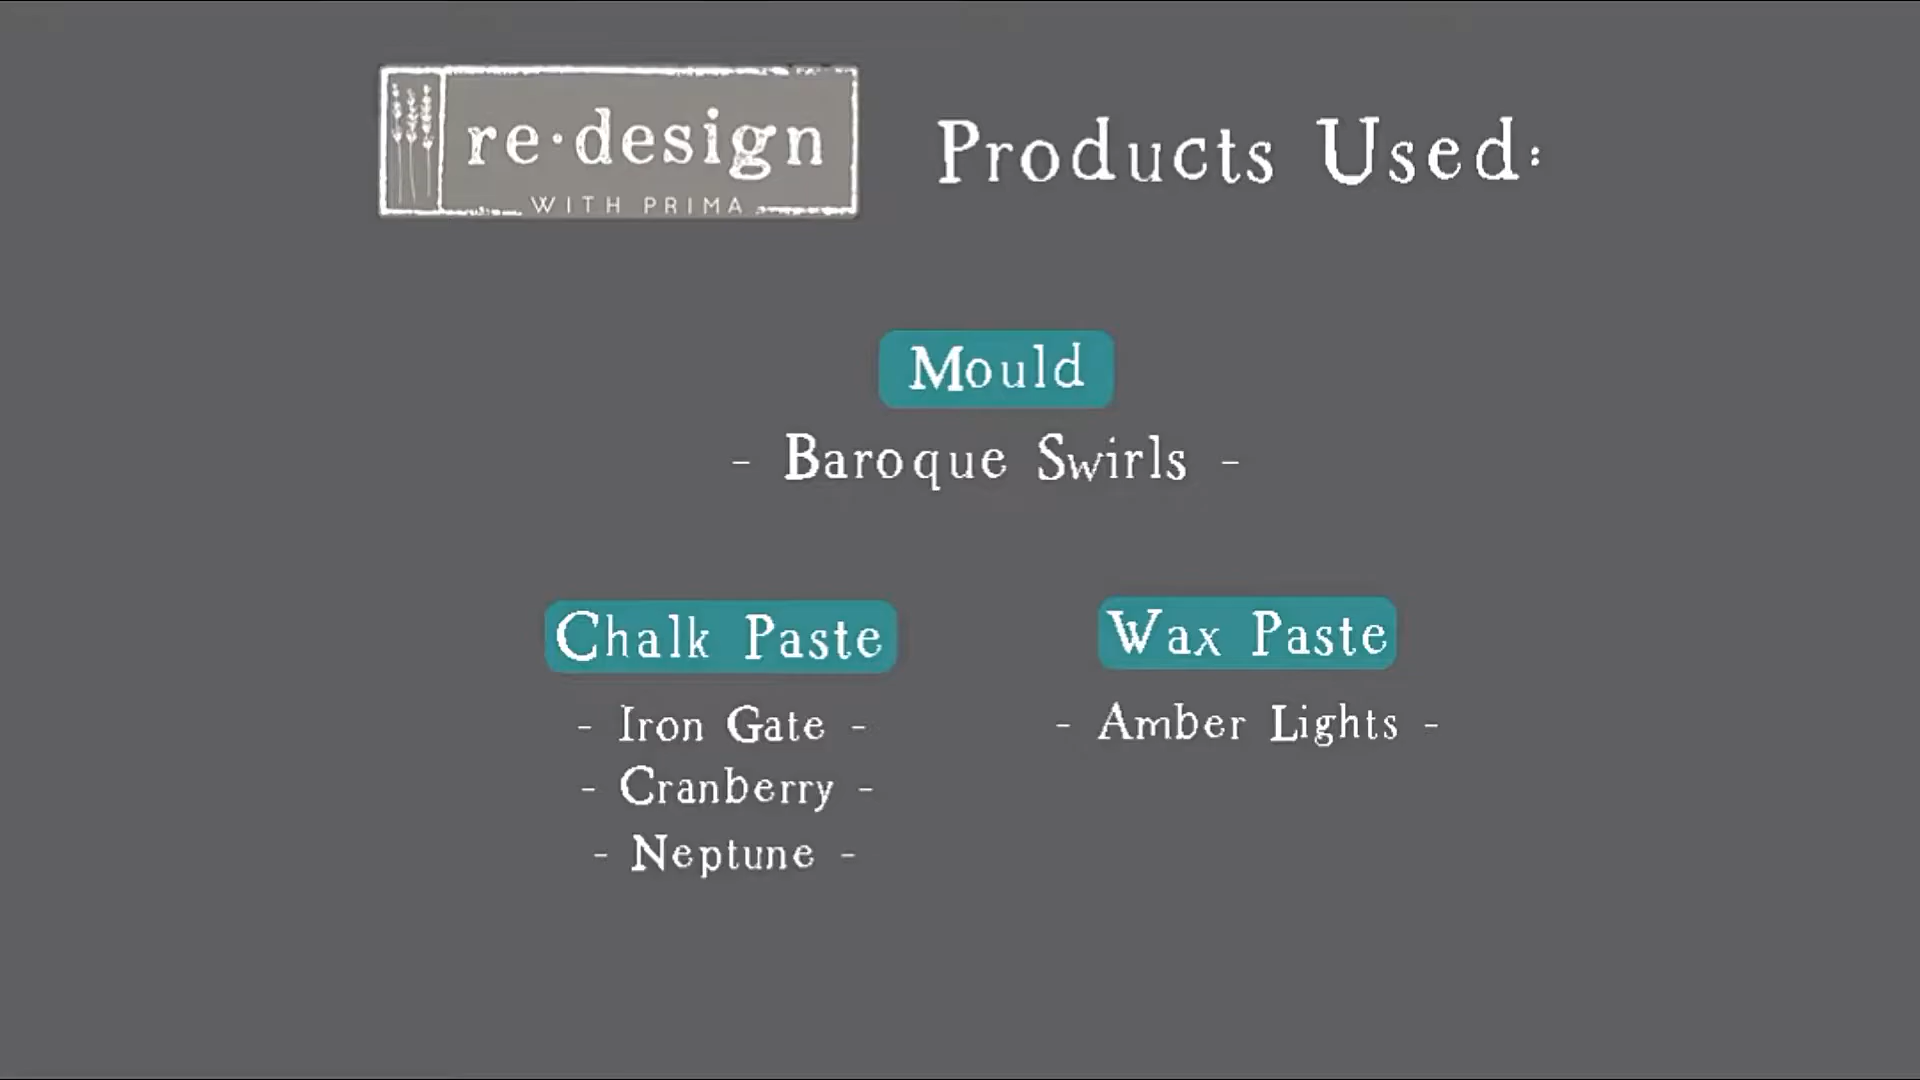 re·design
WITH PRIMA
Products Used:
Mould
- Baroque Swirls -
Chalk Paste
- Iron Gate -
- Cranberry -
- Neptune -
Wax Paste
- Amber Lights -